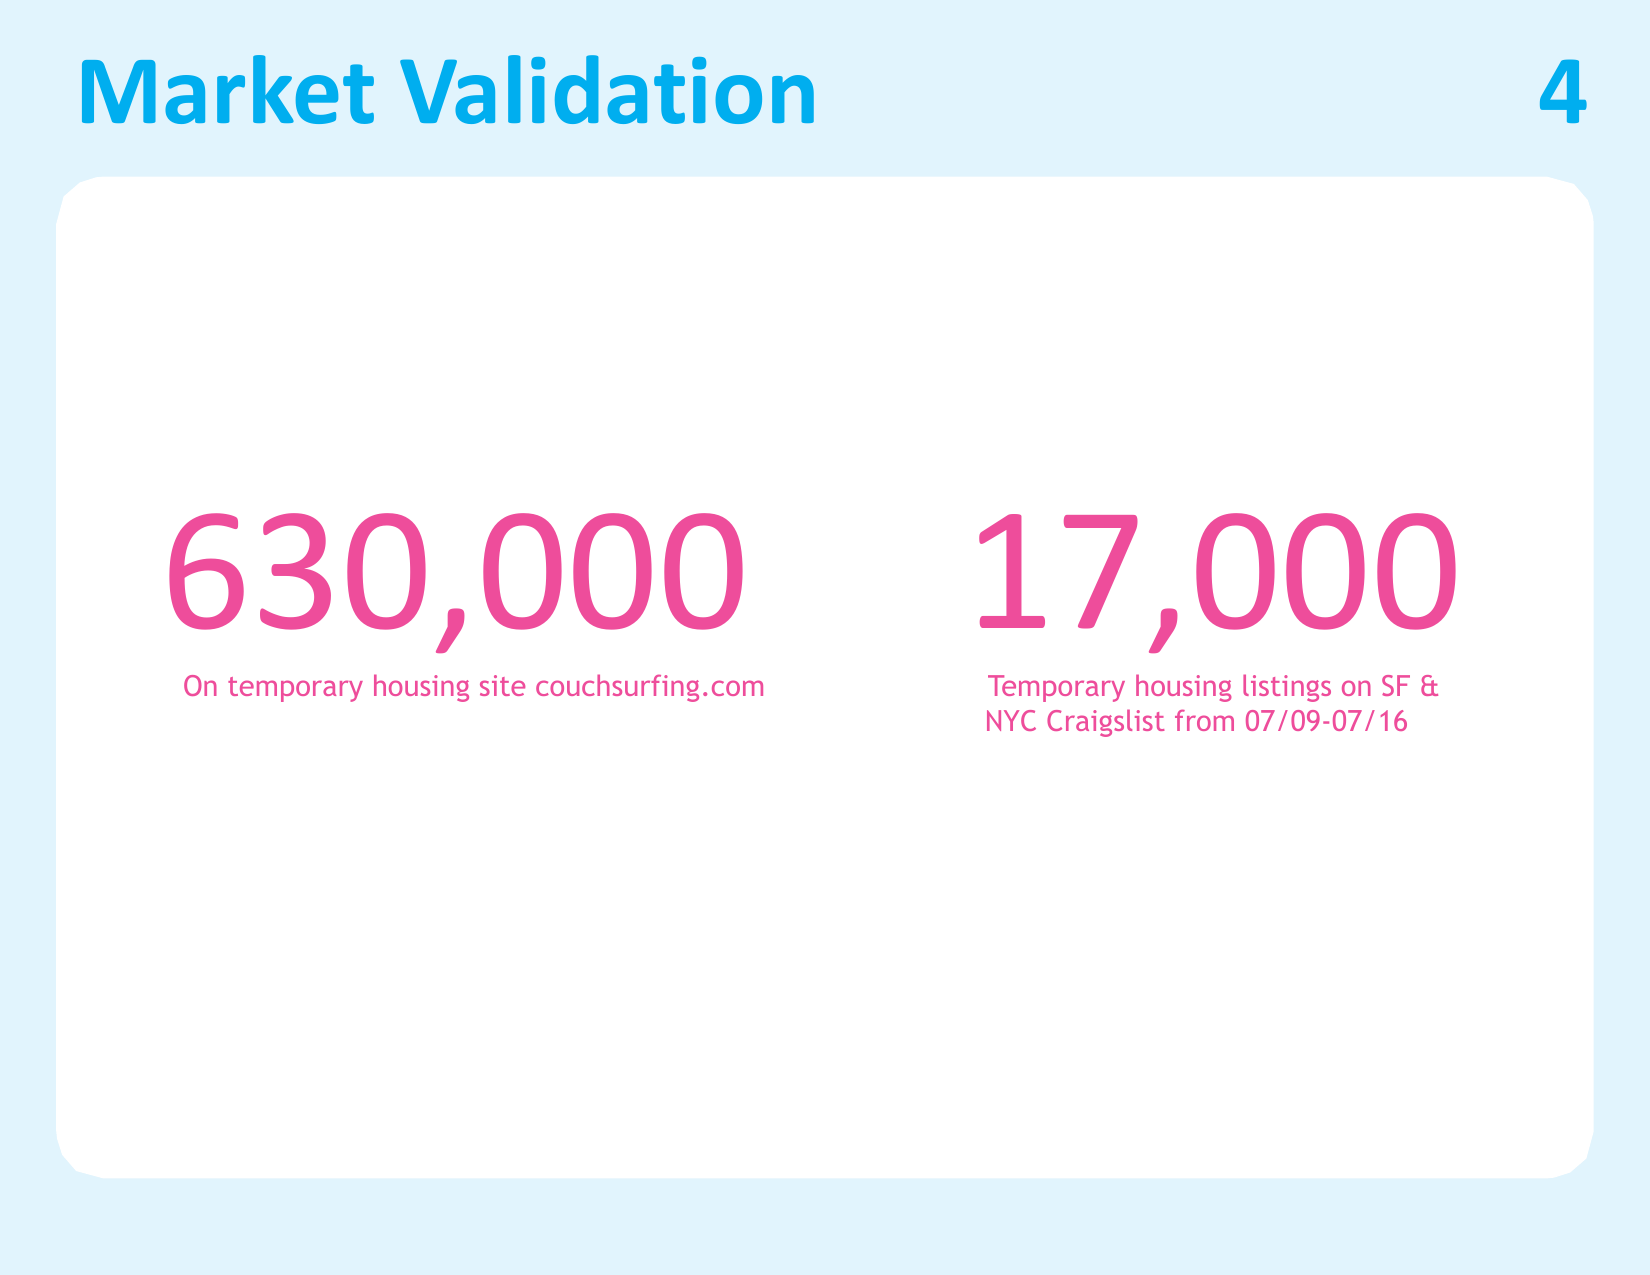 Market Validation 4
630,000
On temporary housing site couchsurfing.com
17,000
Temporary housing listings on SF &
NYC Craigslist from 07/09-07/16